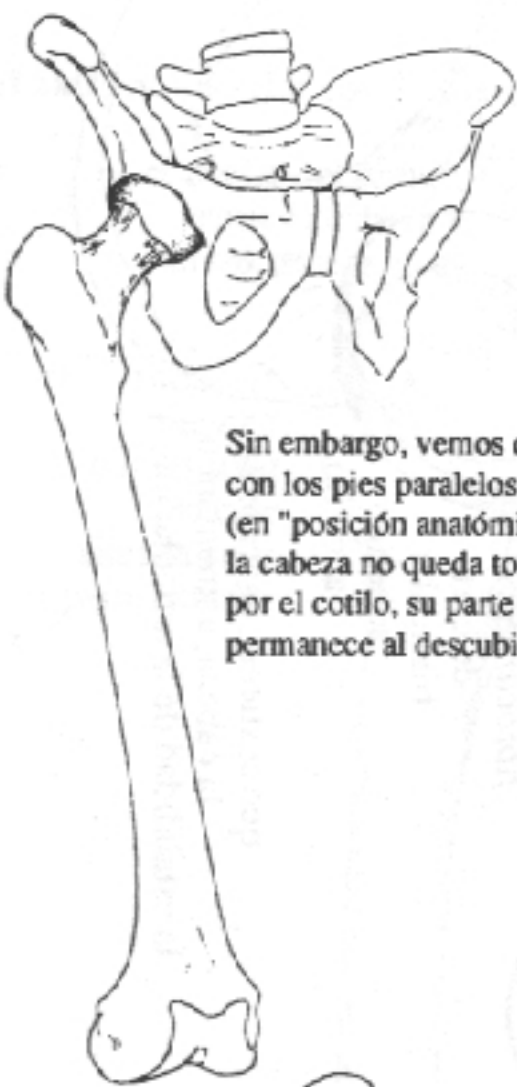 Sin embargo, vemos
con los pies paralelos
(en "posición
la cabeza no queda
por el cotilo, su parte
permanece al